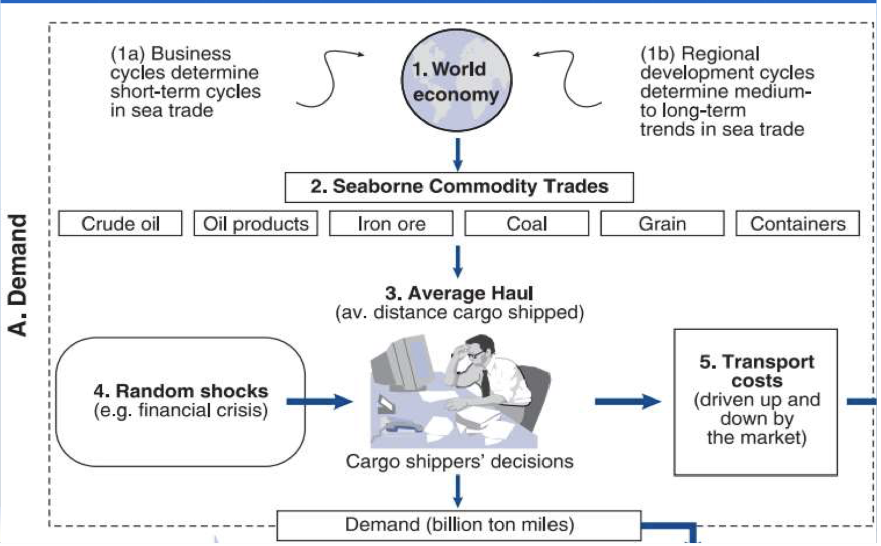 (1a) Business
cycles determine
short-term cycles
in sea trade
1. World
economy
(1b) Regional
development cycles
determine medium-
to long-term
trends in sea trade
2. Seaborne Commodity Trades
Crude oil
Oil products
Iron ore
Coal
Grain
Containers
A. Demand
3. Average Haul
(av. distance cargo shipped)
4. Random shocks
(e.g. financial crisis)
5. Transport
costs
(driven up and
down by
the market)
Cargo shippers' decisions
Demand (billion ton miles)